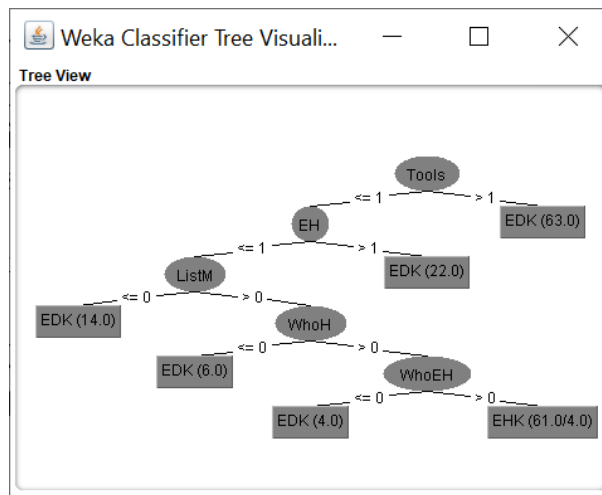 Weka Classifier Tree Visuali...
Tree View
Tools
<= 1
> 1
EH
EDK (63.0)
<= 1
> 1
ListM
EDK (22.0)
<= 0
> 0
EDK (14.0)
WhoH
<= 0
> 0
EDK (6.0)
WhoEH
<= 0
> 0
EDK (4.0)
EHK (61.0/4.0)